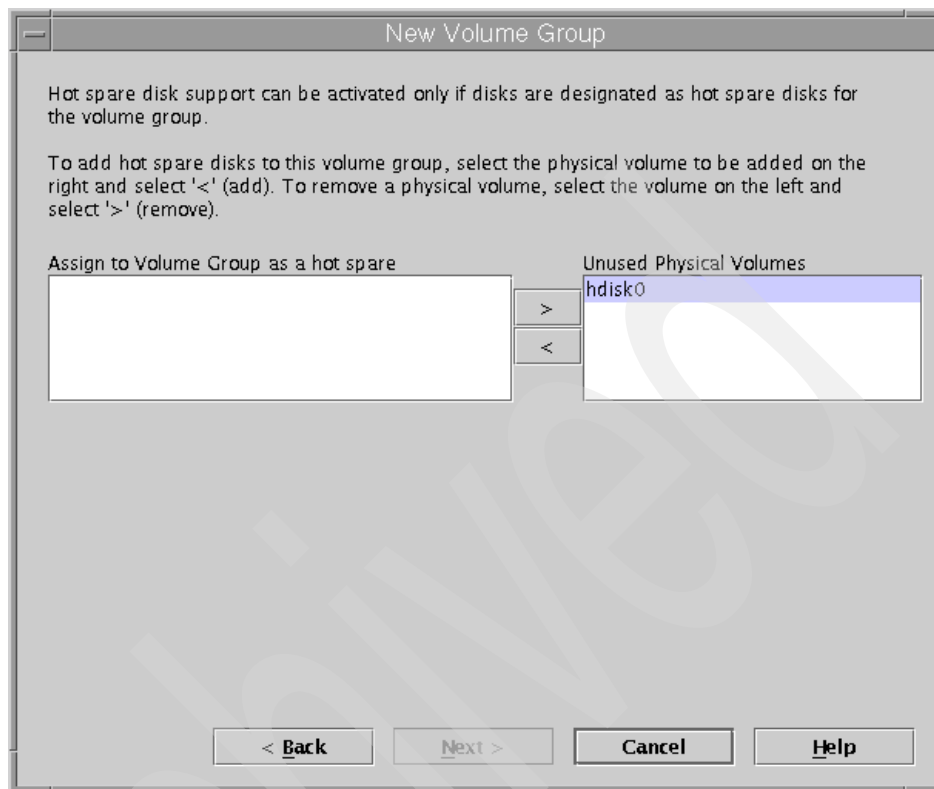 New Volume Group
Hot spare disk support can be activated only if disks are designated as hot spare disks for
the volume group.
To add hot spare disks to this volume group, select the physical volume to be added on the
right and select '<' (add). To remove a physical volume, select the volume on the left and
select '>' (remove).
Assign to Volume Group as a hot spare
Unused Physical Volumes
hdisk0
>
<
< Back
Next >
Cancel
Help